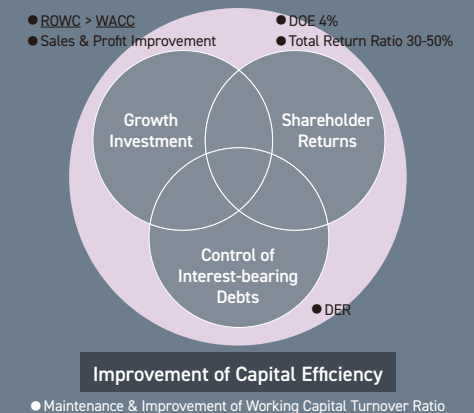 ● ROWC > WACC
● Sales & Profit Improvement
● DOE 4%
● Total Return Ratio 30-50%
Growth
Investment
Shareholder
Returns
Control of
Interest-bearing
Debts
● DER
Improvement of Capital Efficiency
● Maintenance & Improvement of Working Capital Turnover Ratio